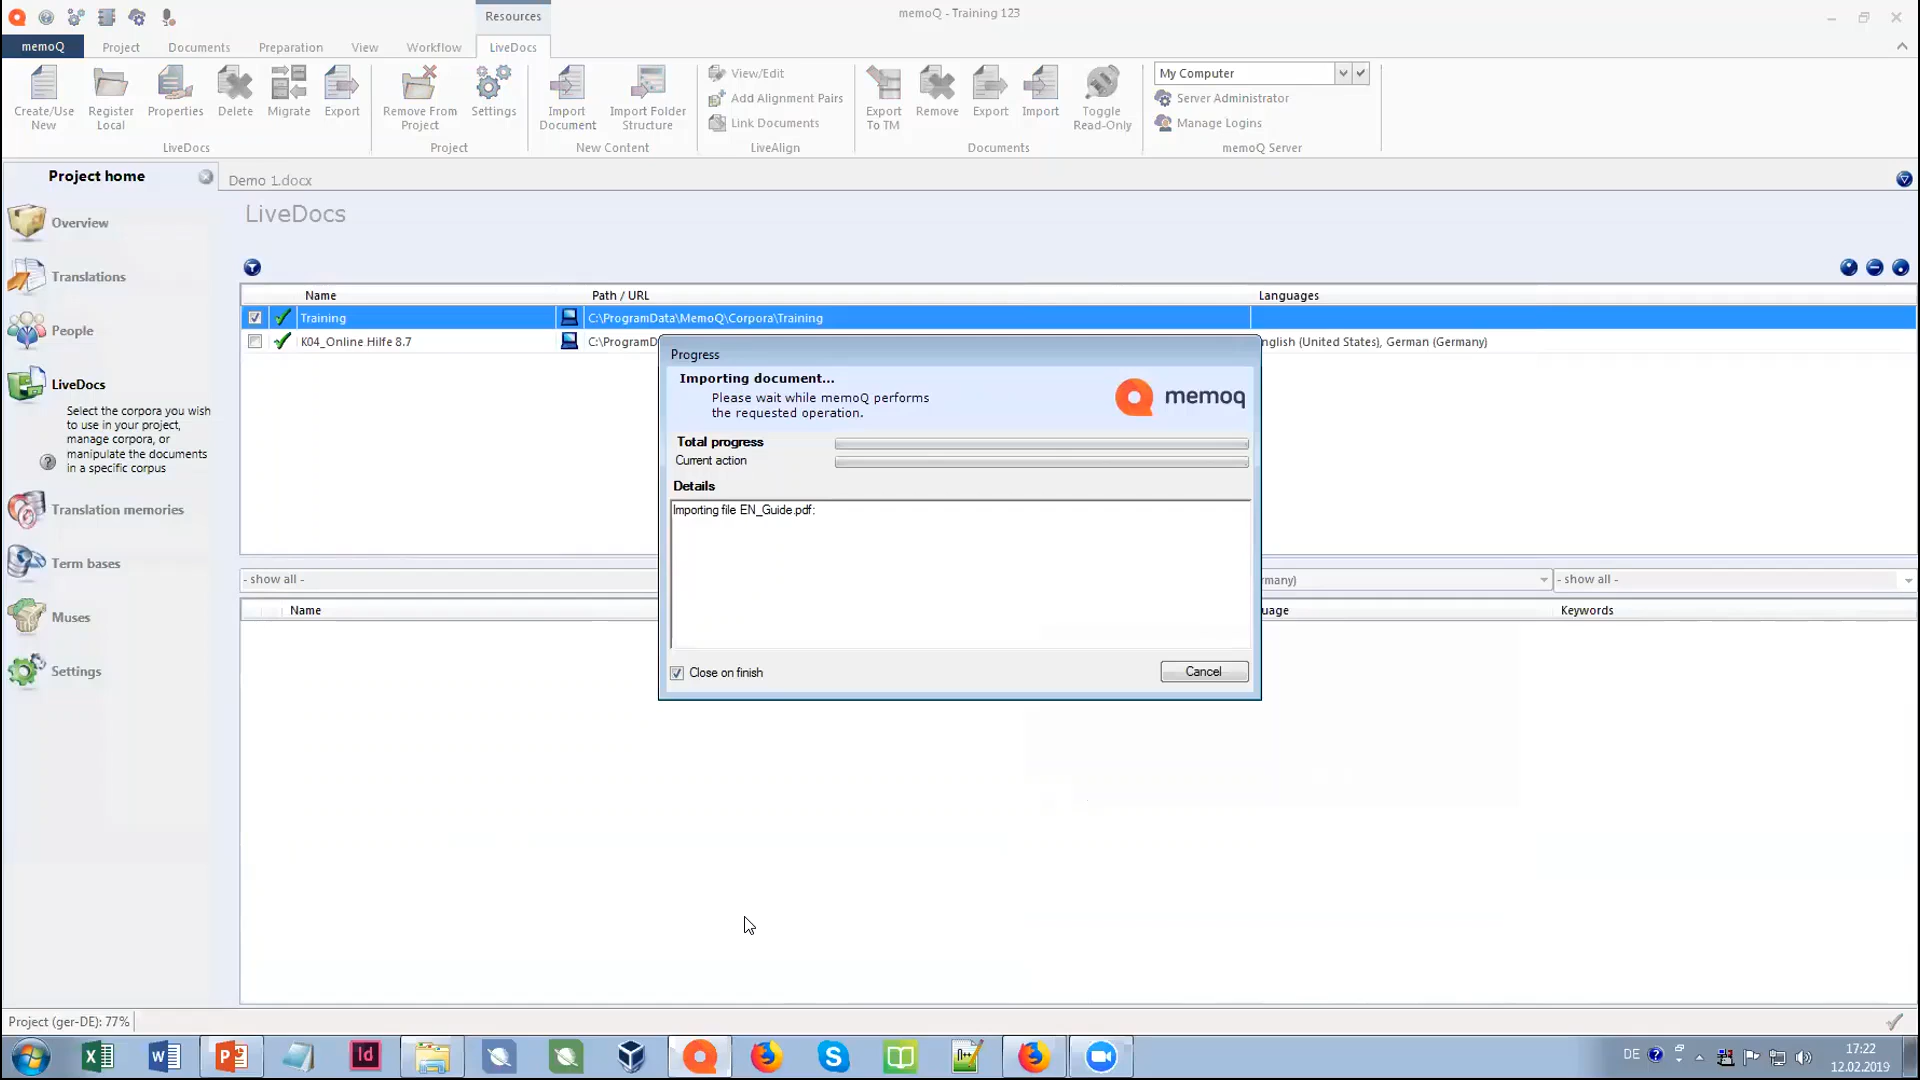 Resources
memoQ - Training 123
memoQ
Project
Documents
Preparation
View
Workflow
LiveDocs
Create/Use
New
Register
Local
Properties
Delete
Migrate
Export
LiveDocs
Remove From
Project
Settings
Project
Import
Document
Import Folder
Structure
New Content
View/Edit
Add Alignment Pairs
Link Documents
LiveAlign
Export
To TM
Remove
Export
Import
Toggle
Read-Only
Documents
My Computer
Server Administrator
Manage Logins
memoQ Server
Project home
Demo 1.docx
Overview
Translations
People
LiveDocs
Select the corpora you wish
to use in your project,
manage corpora, or
manipulate the documents
in a specific corpus
Translation memories
Term bases
Muses
Settings
LiveDocs
Name
Path / URL
Languages
Training
C:\ProgramData\MemoQ\Corpora\Training
K04_Online Hilfe 8.7
C:\ProgramD
nglish (United States), German (Germany)
Progress
Importing document...
Please wait while memoQ performs
the requested operation.
memoq
Total progress
Current action
Details
Importing file EN_Guide.pdf:
Close on finish
Cancel
- show all -
rmany)
- show all -
Name
uage
Keywords
Project (ger-DE): 77%
Id
DE
17:22
12.02.2019